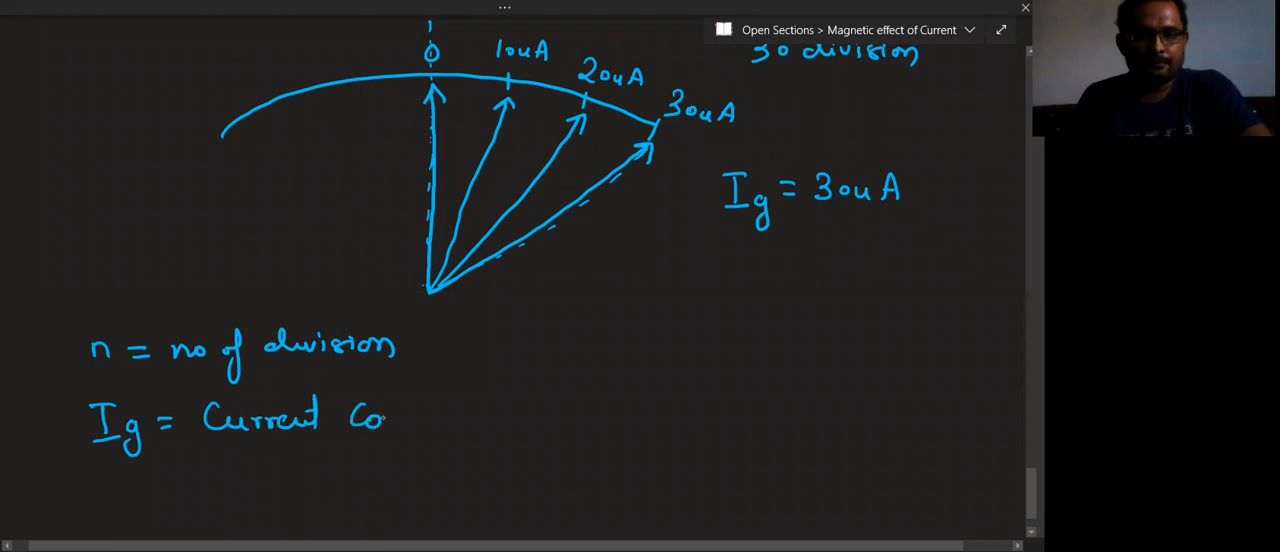 ...
Open Sections > Magnetic effect of Current
0 10uA 20uA 30uA
30 division
Ig = 30uA
n = no of division
Ig = Current Co